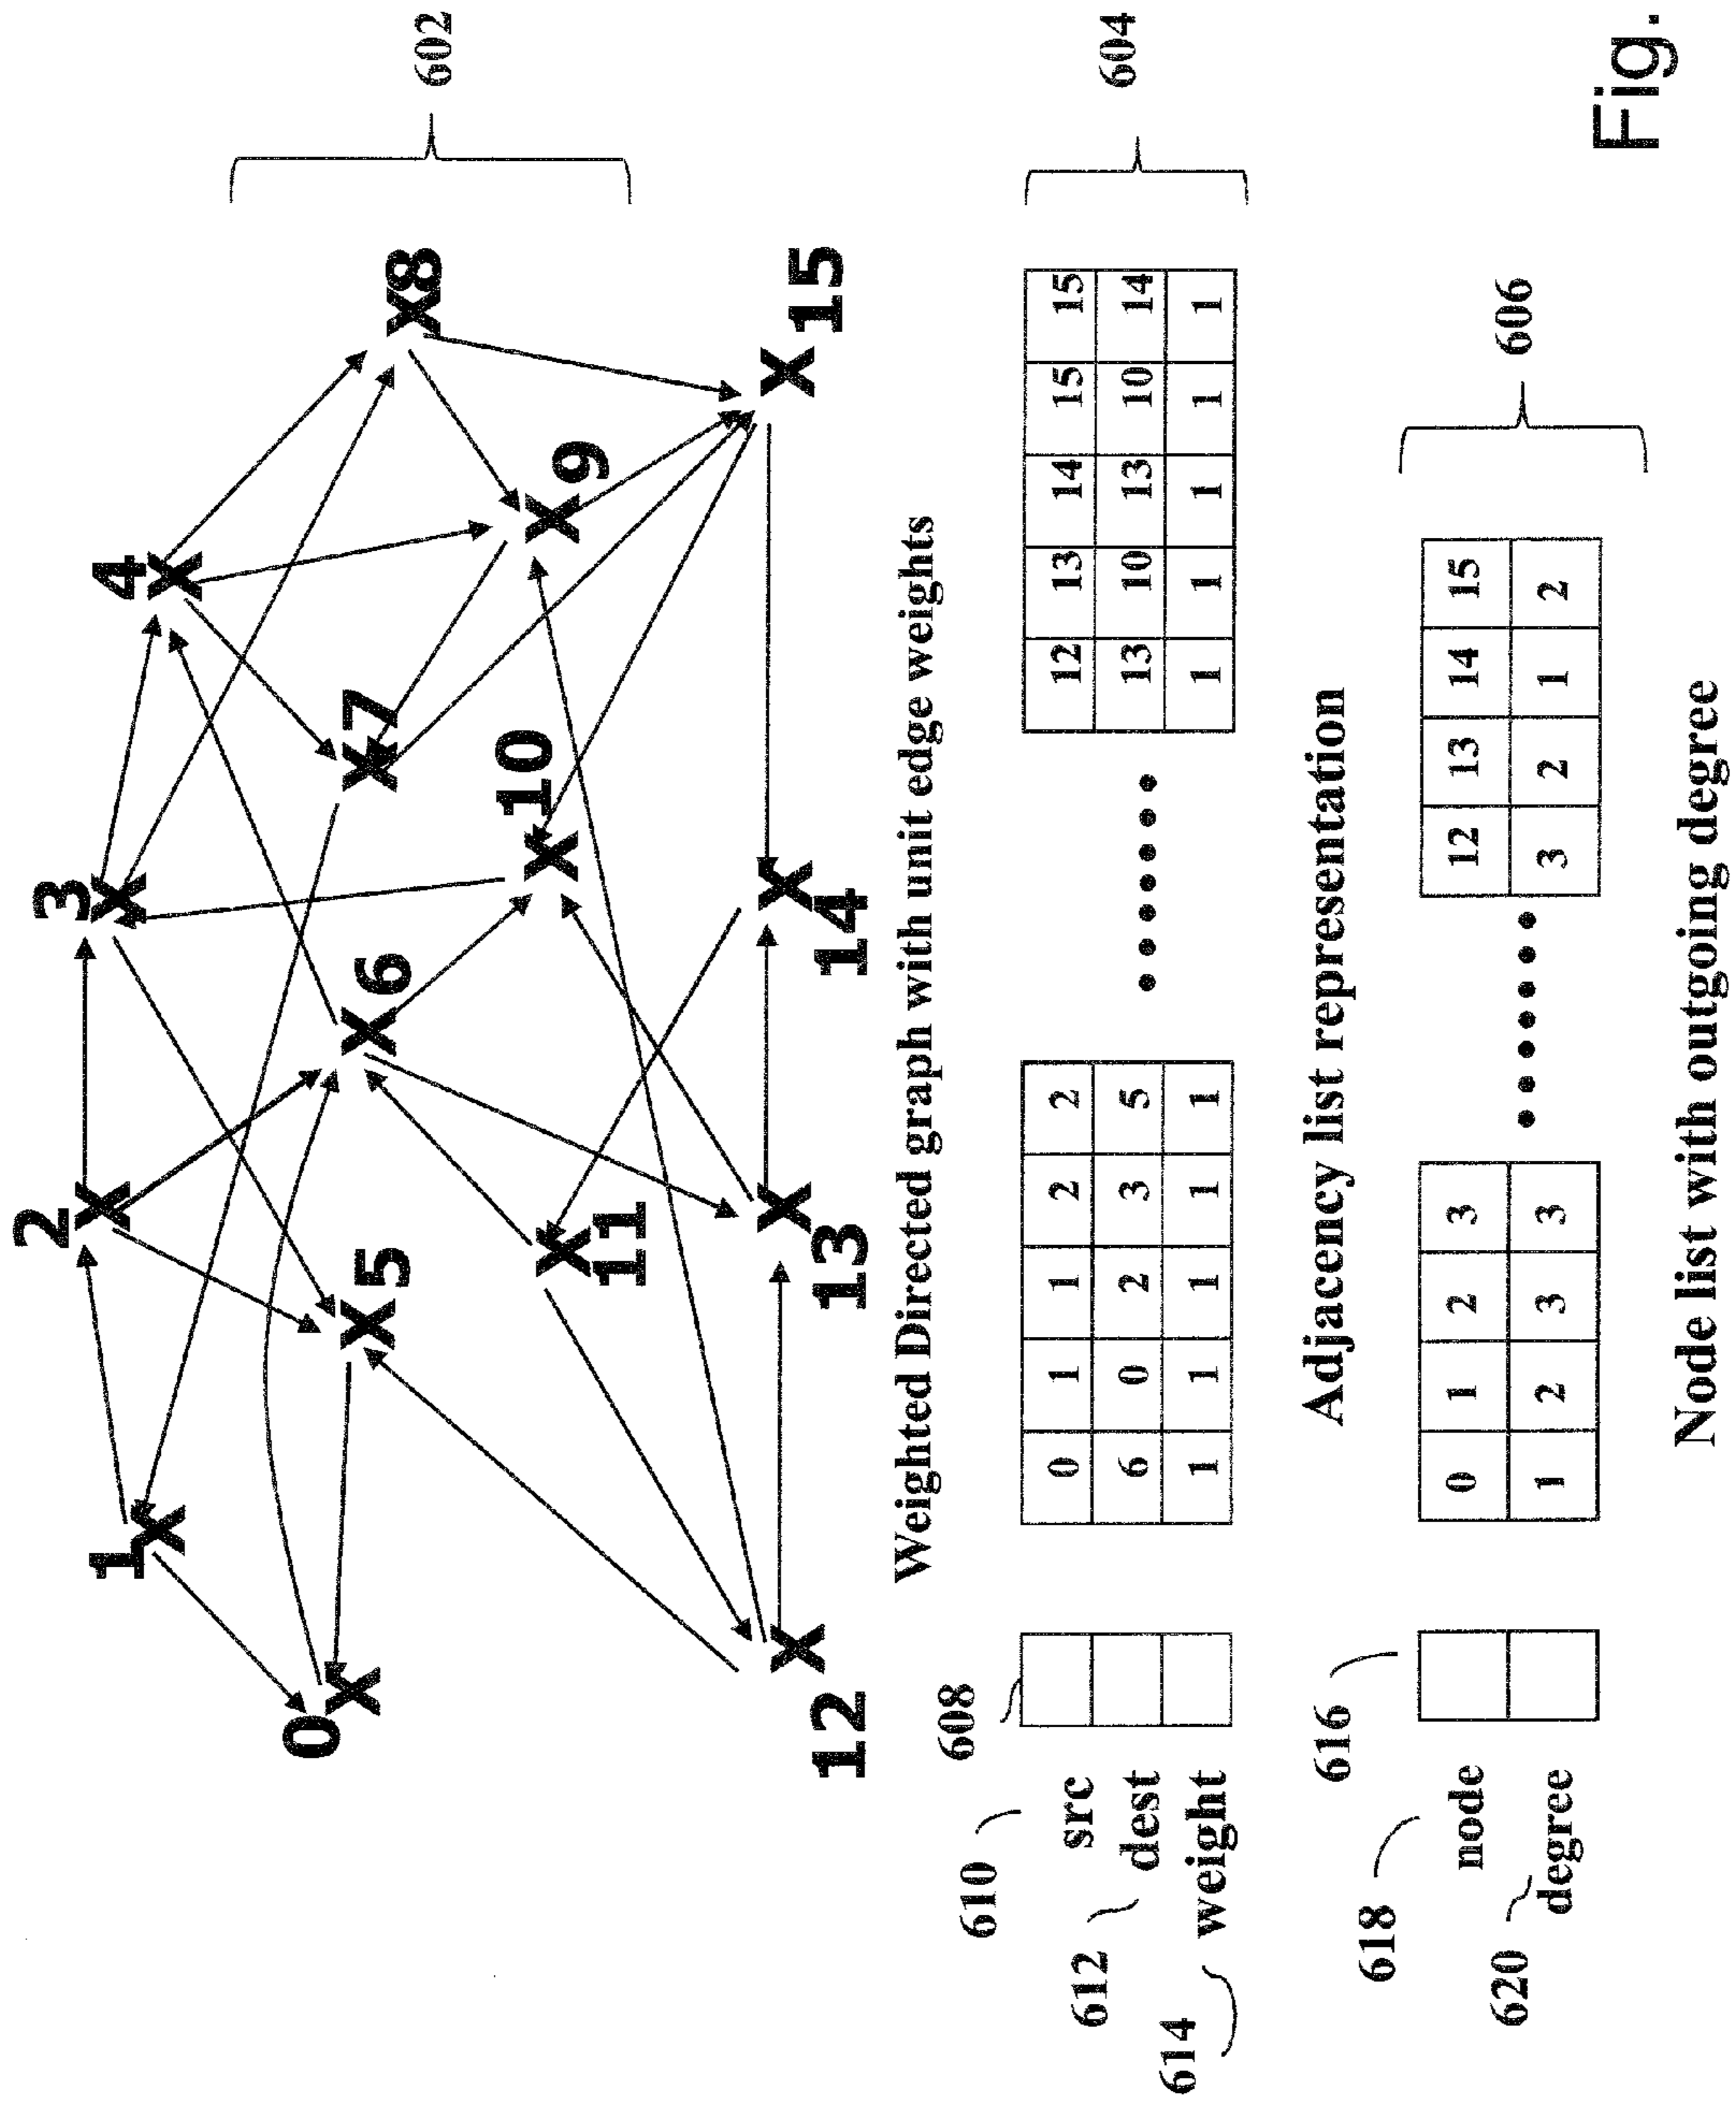 2
3
4
1
602
0
5
6
7
X8
11
10
9
12
13
14
15
Weighted Directed graph with unit edge weights
608
610
612
614
src
dest
weight
0 1 1 2 2 •••••• 12 13 14 15 15
6 0 2 3 5 13 10 13 10 14
1 1 1 1 1 1 1 1 1 1
604
Adjacency list representation
616
618
620
node
degree
0 1 2 3 •••••• 12 13 14 15
1 2 3 3 3 2 1 2
606
Node list with outgoing degree
Fig.